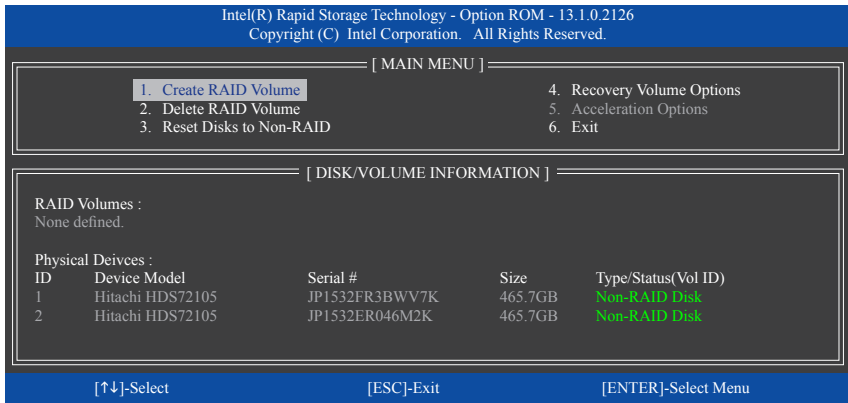 Intel(R) Rapid Storage Technology - Option ROM - 13.1.0.2126
Copyright (C) Intel Corporation. All Rights Reserved.
[ MAIN MENU ]
1. Create RAID Volume
2. Delete RAID Volume
3. Reset Disks to Non-RAID
4. Recovery Volume Options
5. Acceleration Options
6. Exit
[ DISK/VOLUME INFORMATION ]
RAID Volumes :
None defined.
Physical Deivces :
ID Device Model Serial # Size Type/Status(Vol ID)
1 Hitachi HDS72105 JP1532FR3BWV7K 465.7GB Non-RAID Disk
2 Hitachi HDS72105 JP1532ER046M2K 465.7GB Non-RAID Disk
[↑↓]-Select [ESC]-Exit [ENTER]-Select Menu